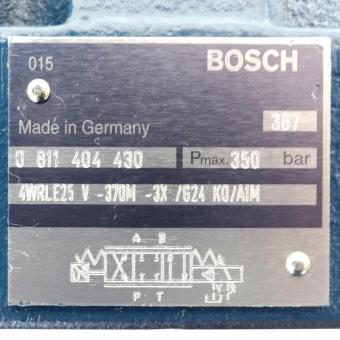 015 BOSCH
Made in Germany 387
0 811 404 430 Pmax. 350 bar
4WRLE25 V -370M -3X /G24 K0/A1M
A B
P T